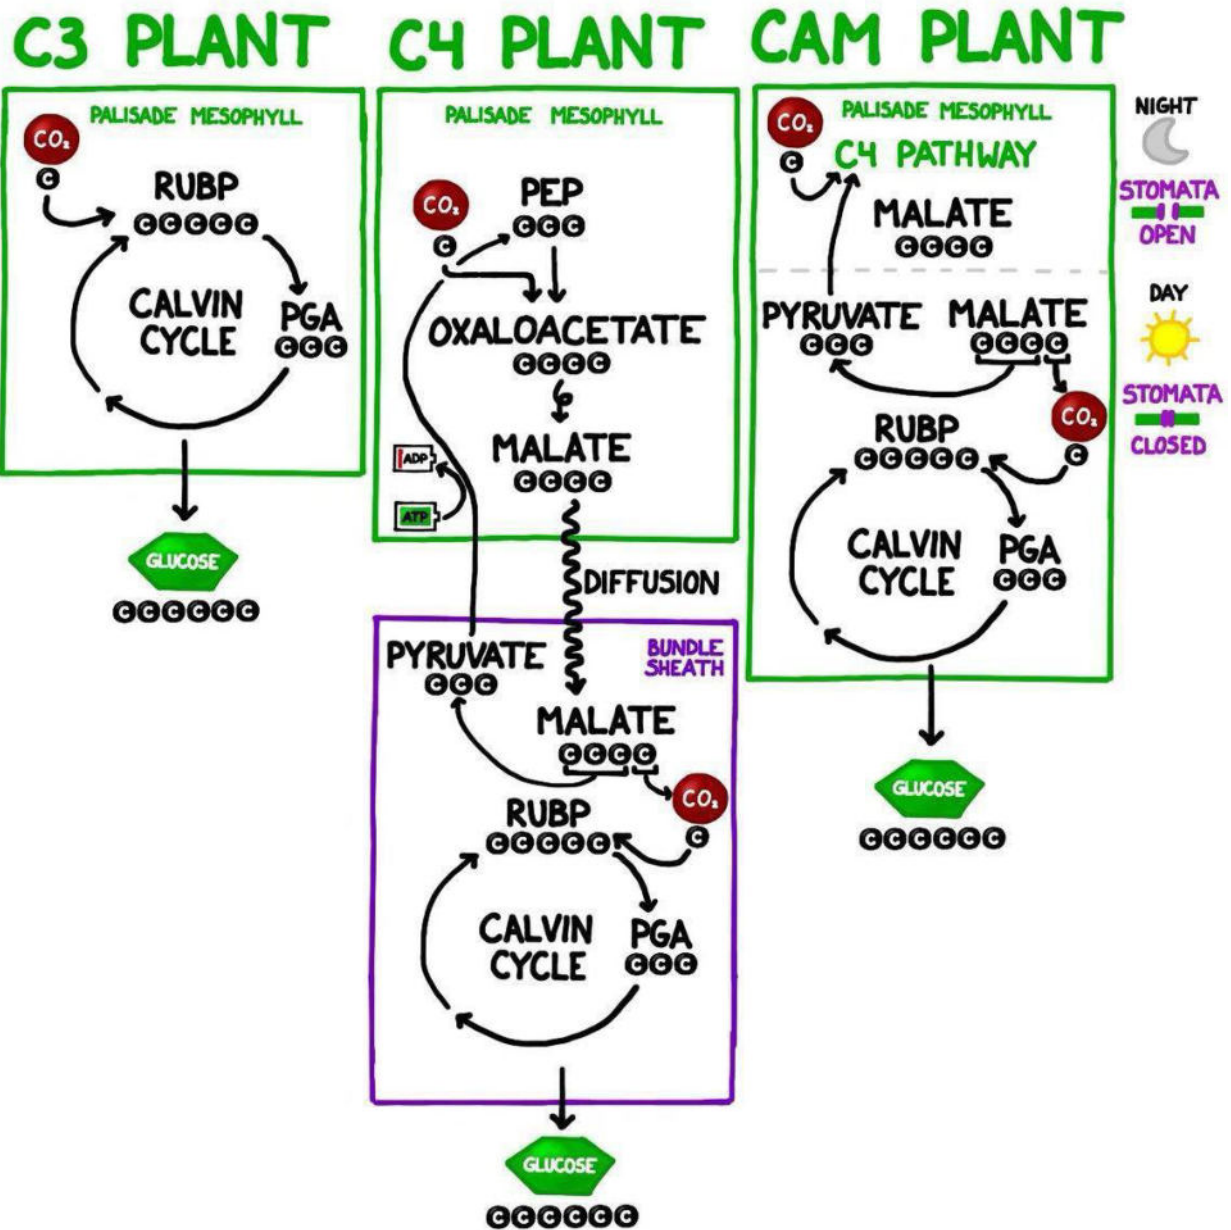 C3 PLANT
PALISADE MESOPHYLL
CO₂
C
RUBP
CCCCC
CALVIN
CYCLE
PGA
CCC
GLUCOSE
CCCCCC
C4 PLANT
PALISADE MESOPHYLL
CO₂
C
PEP
CCC
OXALOACETATE
CCCC
MALATE
CCCC
ADP
ATP
DIFFUSION
BUNDLE
SHEATH
PYRUVATE
CCC
MALATE
CCCC
CO₂
C
RUBP
CCCCC
CALVIN
CYCLE
PGA
CCC
GLUCOSE
CCCCCC
CAM PLANT
PALISADE MESOPHYLL
CO₂
C
C4 PATHWAY
MALATE
CCCC
PYRUVATE
CCC
MALATE
CCCC
CO₂
C
RUBP
CCCCC
CALVIN
CYCLE
PGA
CCC
GLUCOSE
CCCCCC
NIGHT
STOMATA
OPEN
DAY
STOMATA
CLOSED